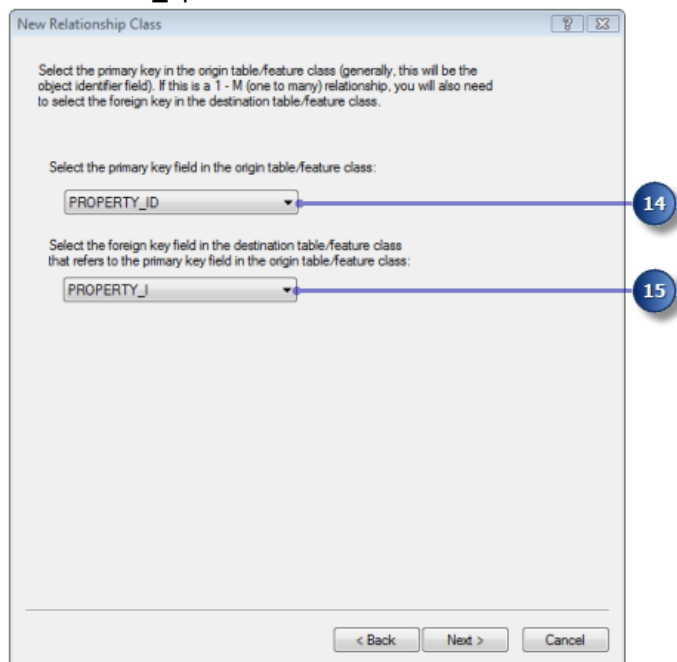 New Relationship Class
Select the primary key in the origin table/feature class (generally, this will be the
object identifier field). If this is a 1 - M (one to many) relationship, you will also need
to select the foreign key in the destination table/feature class.
Select the primary key field in the origin table/feature class:
PROPERTY_ID
14
Select the foreign key field in the destination table/feature class
that refers to the primary key field in the origin table/feature class:
PROPERTY_I
15
< Back
Next >
Cancel